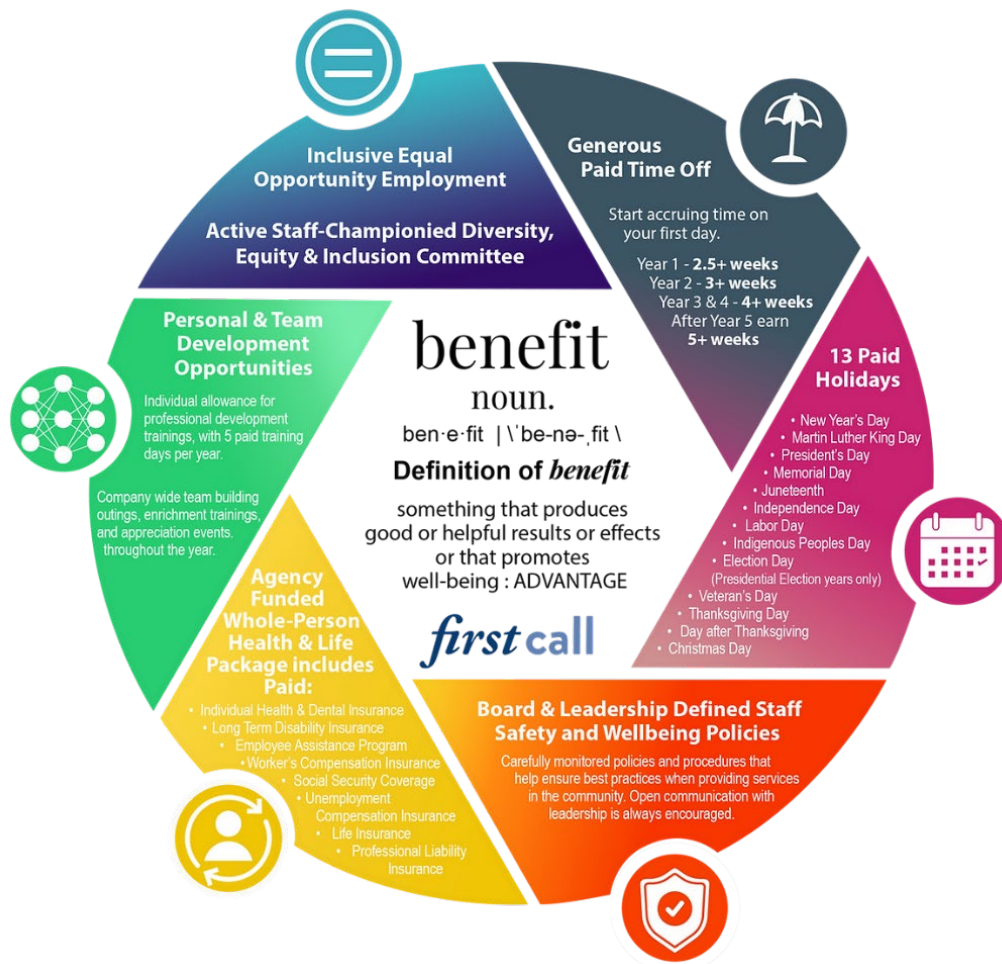 Inclusive Equal
Opportunity Employment
Active Staff-Championied Diversity,
Equity & Inclusion Committee
Generous
Paid Time Off
Start accruing time on
your first day.
Year 1 - 2.5+ weeks
Year 2 - 3+ weeks
Year 3 & 4 - 4+ weeks
After Year 5 earn
5+ weeks
13 Paid
Holidays
• New Year's Day
• Martin Luther King Day
• President's Day
• Memorial Day
• Juneteenth
• Independence Day
• Labor Day
• Indigenous Peoples Day
• Election Day
(Presidential Election years only)
• Veteran's Day
• Thanksgiving Day
• Day after Thanksgiving
• Christmas Day
Board & Leadership Defined Staff
Safety and Wellbeing Policies
Carefully monitored policies and procedures that
help ensure best practices when providing services
in the community. Open communication with
leadership is always encouraged.
Agency
Funded
Whole-Person
Health & Life
Package includes
Paid:
• Individual Health & Dental Insurance
• Long Term Disability Insurance
• Employee Assistance Program
• Worker's Compensation Insurance
• Social Security Coverage
• Unemployment
Compensation Insurance
• Life Insurance
• Professional Liability
Insurance
Personal & Team
Development
Opportunities
Individual allowance for
professional development
trainings, with 5 paid training
days per year.
Company wide team building
outings, enrichment trainings,
and appreciation events.
throughout the year.
benefit
noun.
ben·e·fit | \ˈbe-nə-ˌfit \
Definition of benefit
something that produces
good or helpful results or effects
or that promotes
well-being : ADVANTAGE
first call